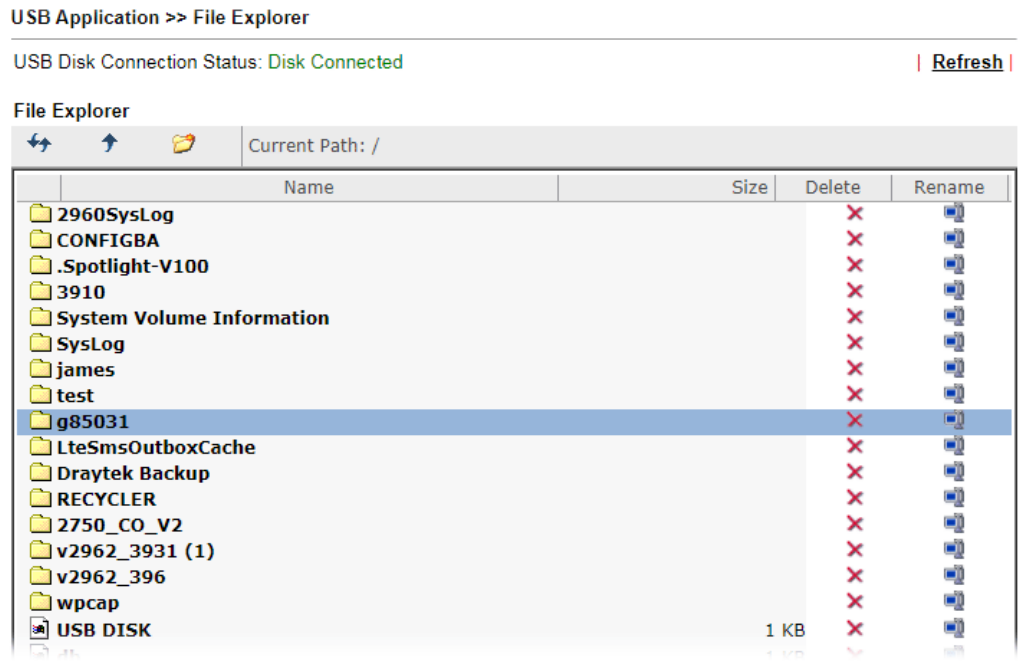 USB Application >> File Explorer
USB Disk Connection Status: Disk Connected | Refresh |
File Explorer
Current Path: /
Name Size Delete Rename
2960SysLog
CONFIGBA
.Spotlight-V100
3910
System Volume Information
SysLog
james
test
g85031
LteSmsOutboxCache
Draytek Backup
RECYCLER
2750_CO_V2
v2962_3931 (1)
v2962_396
wpcap
USB DISK 1 KB
1 KB